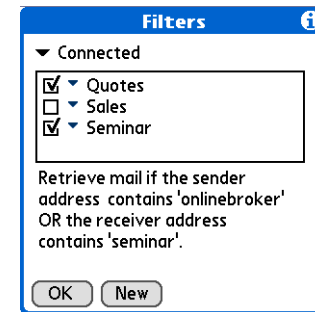 Filters i
Connected
Quotes
Sales
Seminar
Retrieve mail if the sender
address contains 'onlinebroker'
OR the receiver address
contains 'seminar'.
OK New